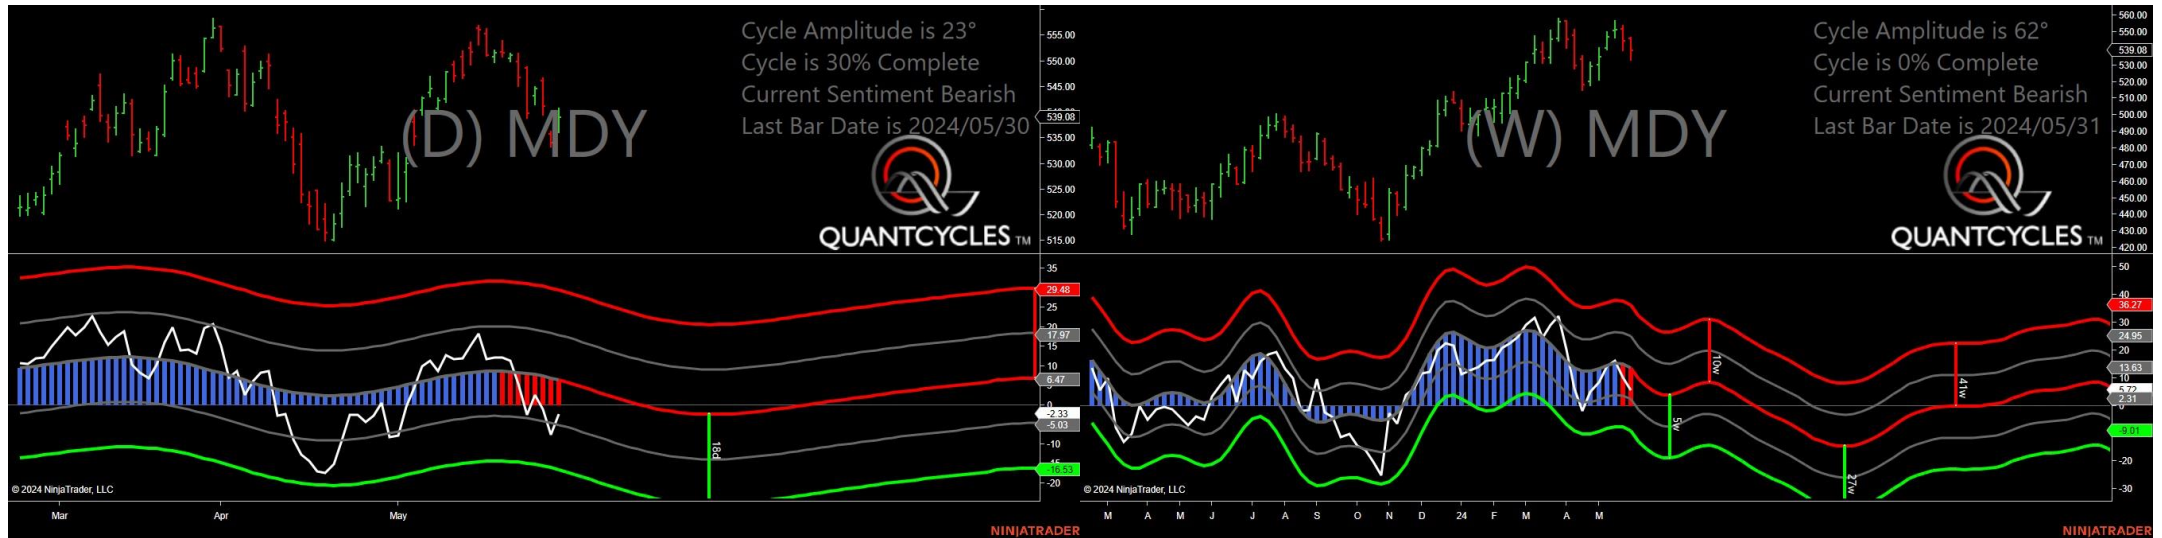 Cycle Amplitude is 23°
Cycle is 30% Complete
Current Sentiment Bearish
Last Bar Date is 2024/05/30
(D) MDY
QUANTCYCLES TM
555.00
550.00
545.00
539.08
535.00
530.00
525.00
520.00
515.00
35
29.48
25
17.97
15
10
6.47
0
-2.33
-5.03
-10
-16.53
-20
18d
© 2024 NinjaTrader, LLC
Mar Apr May
NINJATRADER
Cycle Amplitude is 62°
Cycle is 0% Complete
Current Sentiment Bearish
Last Bar Date is 2024/05/31
(W) MDY
QUANTCYCLES TM
560.00
550.00
539.08
530.00
520.00
510.00
500.00
490.00
480.00
470.00
460.00
450.00
440.00
430.00
420.00
50
36.27
30
24.95
20
13.63
10
5.72
2.31
-9.01
-20
-30
10w
5w
27w
41w
© 2024 NinjaTrader, LLC
M A M J J A S O N D 24 F M A M
NINJATRADER